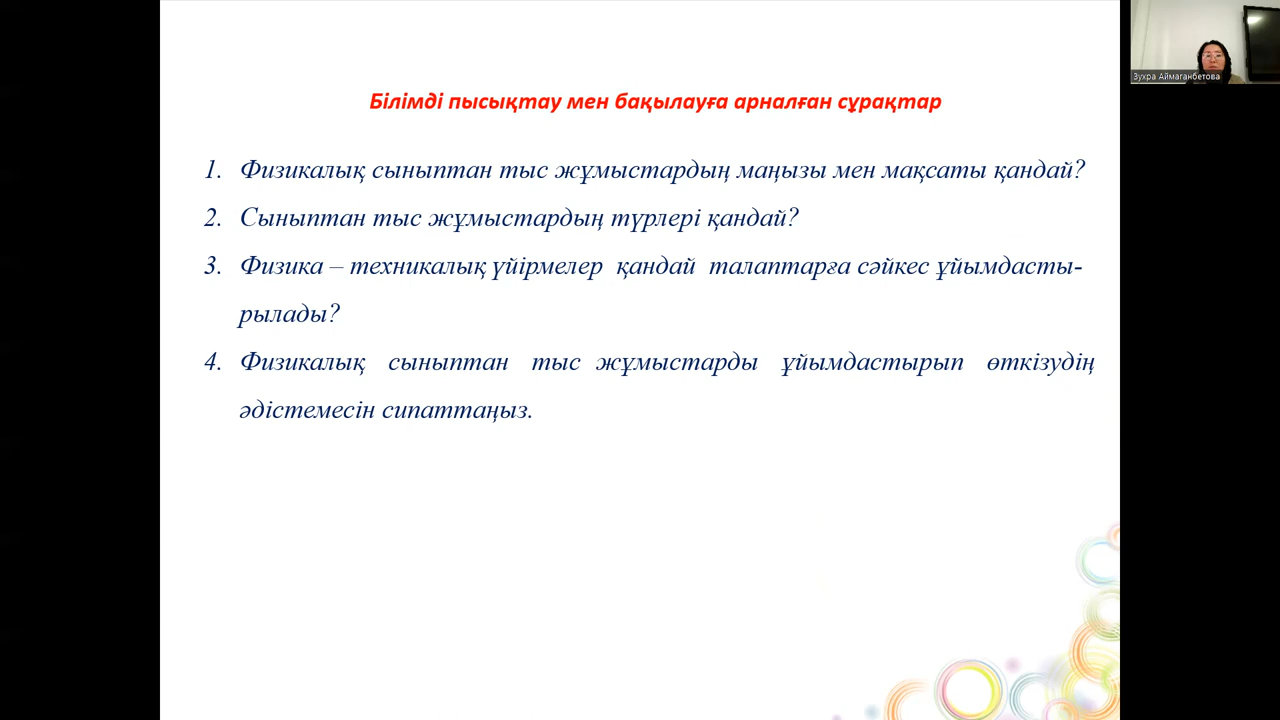 Білімді пысықтау мен бақылауға арналған сұрақтар
1. Физикалық сыныптан тыс жұмыстардың маңызы мен мақсаты қандай?
2. Сыныптан тыс жұмыстардың түрлері қандай?
3. Физика – техникалық үйірмелер қандай талаптарға сәйкес ұйымдасты-
рылады?
4. Физикалық сыныптан тыс жұмыстарды ұйымдастырып өткізудің
әдістемесін сипаттаңыз.
Зухра Аймаганбетова